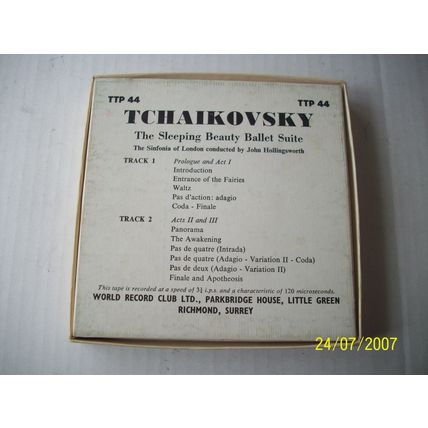 TTP 44 TTP 44
TCHAIKOVSKY
The Sleeping Beauty Ballet Suite
The Sinfonia of London conducted by John Hollingsworth
TRACK 1 Prologue and Act I
Introduction
Entrance of the Fairies
Waltz
Pas d'action: adagio
Coda - Finale
TRACK 2 Acts II and III
Panorama
The Awakening
Pas de quatre (Intrada)
Pas de quatre (Adagio - Variation II - Coda)
Pas de deux (Adagio - Variation II)
Finale and Apotheosis
This tape is recorded at a speed of 3¾ i.p.s. and a characteristic of 120 microseconds.
WORLD RECORD CLUB LTD., PARKBRIDGE HOUSE, LITTLE GREEN
RICHMOND, SURREY
24/07/2007